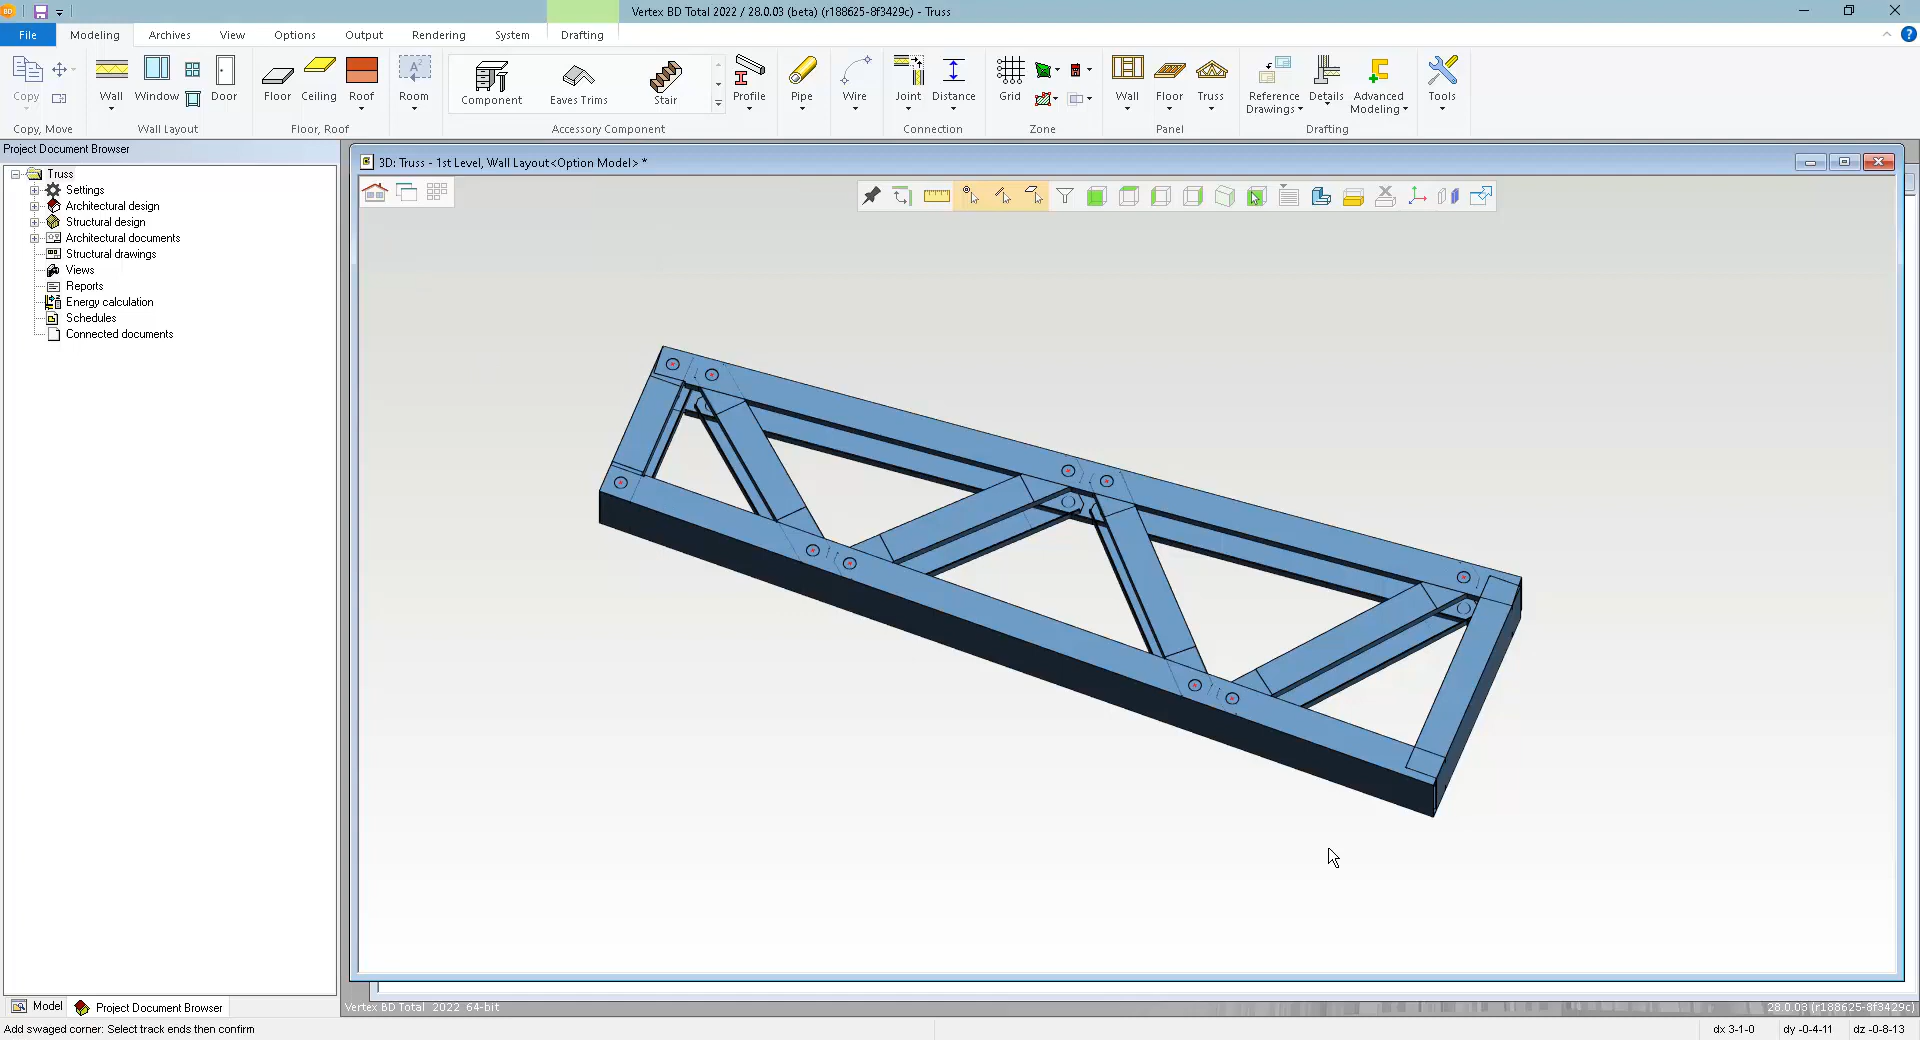 BD
Vertex BD Total 2022 / 28.0.03 (beta) (r188625-8f3429c) - Truss
File Modeling Archives View Options Output Rendering System Drafting
Copy Wall Window Door Floor Ceiling Roof Room Component Eaves Trims Stair Profile Pipe Wire Joint Distance Grid Wall Floor Truss Reference Drawings Details Advanced Modeling Tools
Copy, Move Wall Layout Floor, Roof Accessory Component Connection Zone Panel Drafting
Project Document Browser
3D: Truss - 1st Level, Wall Layout<Option Model> *
Truss
Settings
Architectural design
Structural design
Architectural documents
Structural drawings
Views
Reports
Energy calculation
Schedules
Connected documents
Model Project Document Browser
Vertex BD Total 2022 64-bit
28.0.03 (r188625-8f3429c)
Add swaged corner: Select track ends then confirm
dx 3-1-0 dy -0-4-11 dz -0-8-13